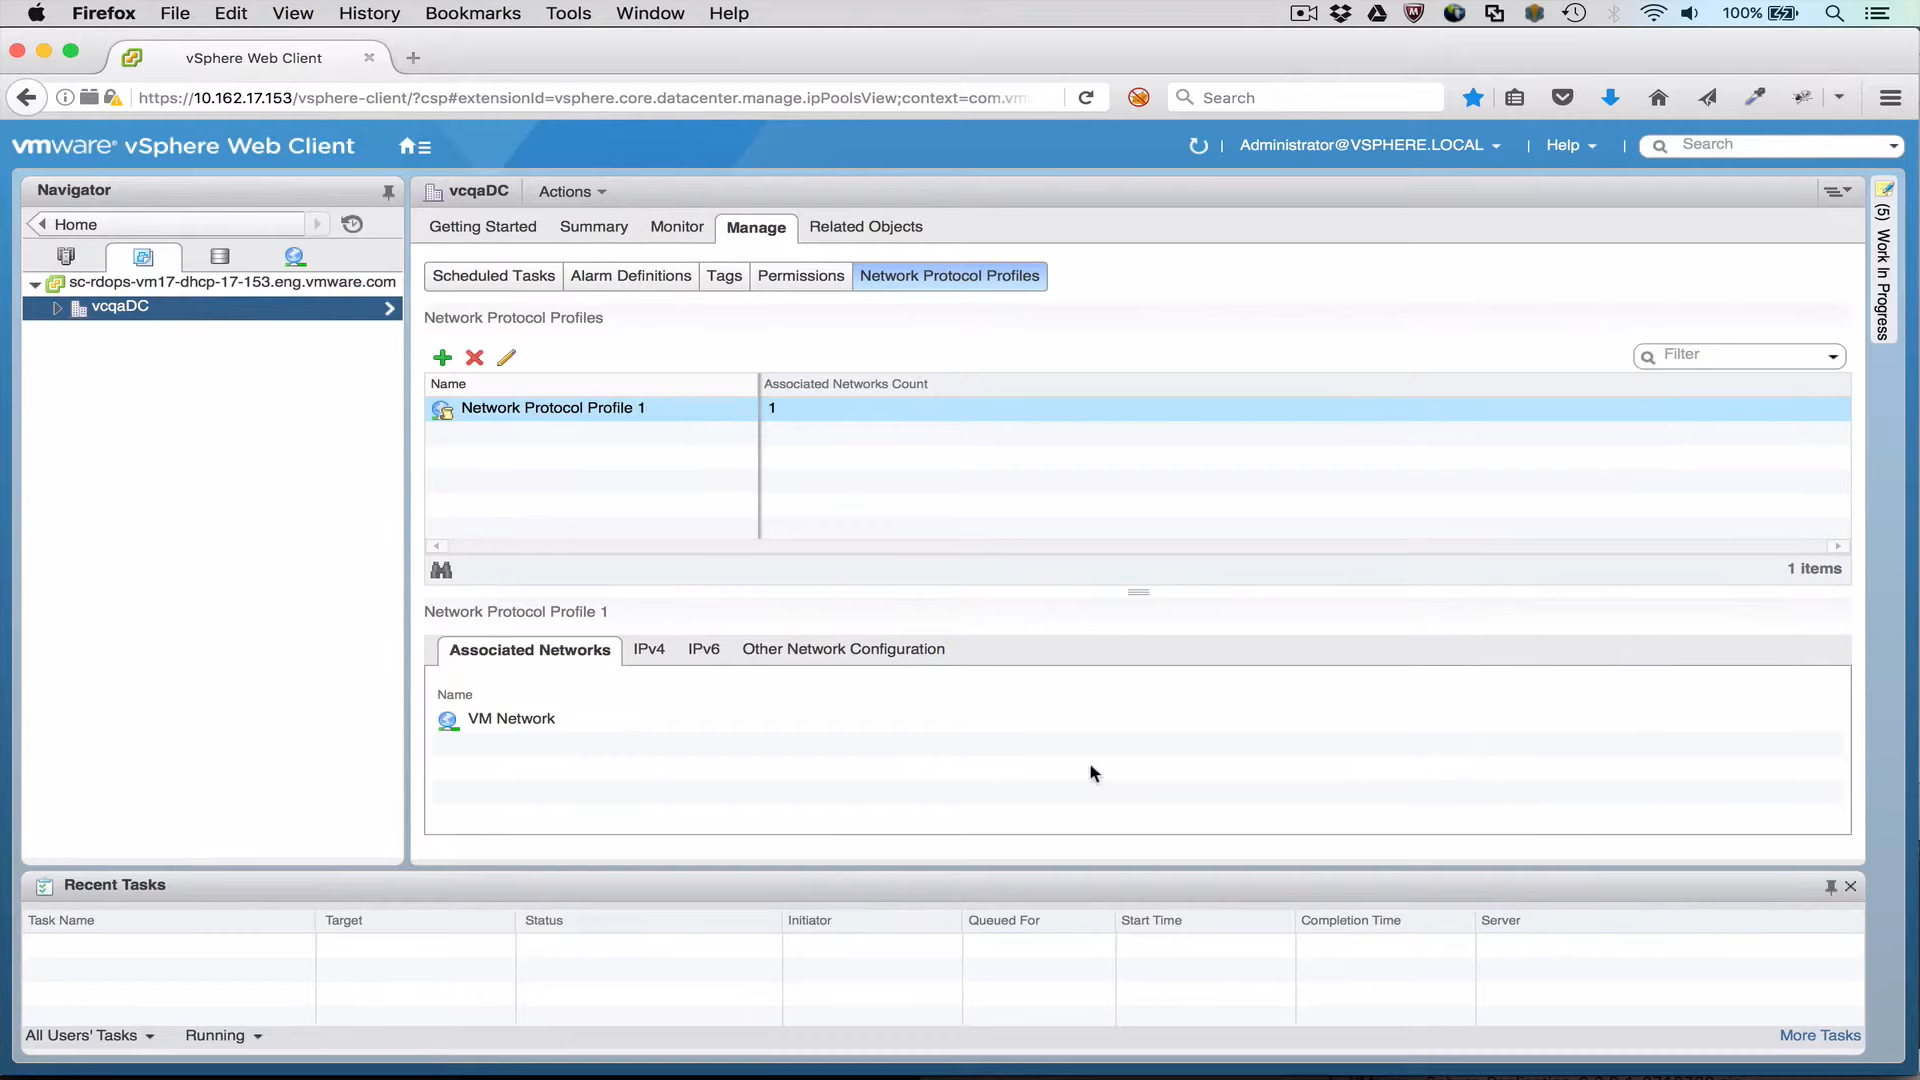 Firefox File Edit View History Bookmarks Tools Window Help 100%
vSphere Web Client
https://10.162.17.153/vsphere-client/?csp#extensionId=vsphere.core.datacenter.manage.ipPoolsView;context=com.vm
Search
vmware® vSphere Web Client
Administrator@VSPHERE.LOCAL
Help
Search
Navigator
Home
sc-rdops-vm17-dhcp-17-153.eng.vmware.com
vcqaDC
vcqaDC Actions
Getting Started Summary Monitor Manage Related Objects
Scheduled Tasks Alarm Definitions Tags Permissions Network Protocol Profiles
Network Protocol Profiles
Filter
Name Associated Networks Count
Network Protocol Profile 1 1
1 items
Network Protocol Profile 1
Associated Networks IPv4 IPv6 Other Network Configuration
Name
VM Network
(5) Work In Progress
Recent Tasks
Task Name Target Status Initiator Queued For Start Time Completion Time Server
All Users' Tasks Running More Tasks